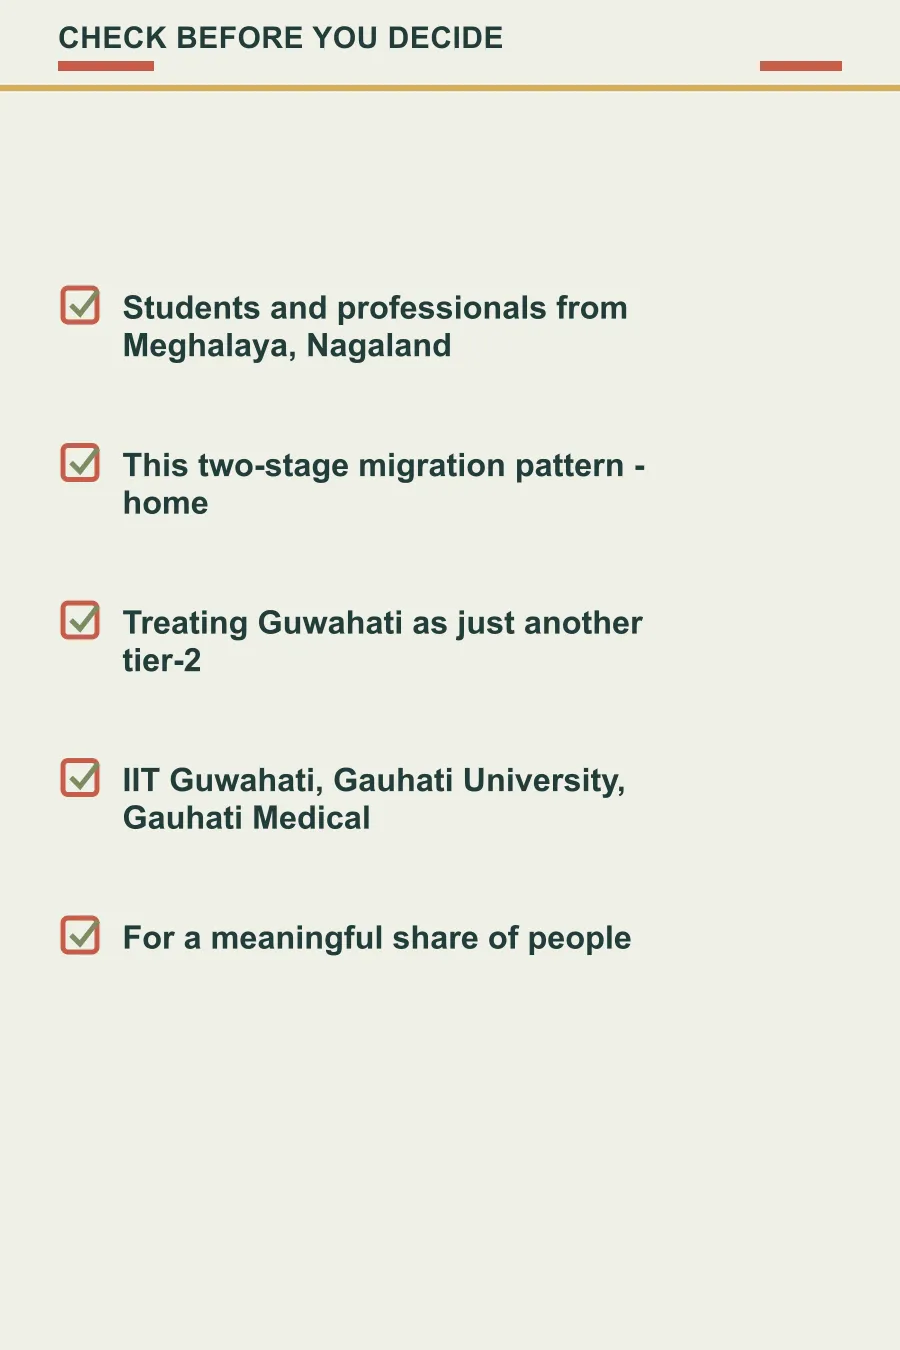 CHECK BEFORE YOU DECIDE
Students and professionals from
Meghalaya, Nagaland
This two-stage migration pattern -
home
Treating Guwahati as just another
tier-2
IIT Guwahati, Gauhati University,
Gauhati Medical
For a meaningful share of people